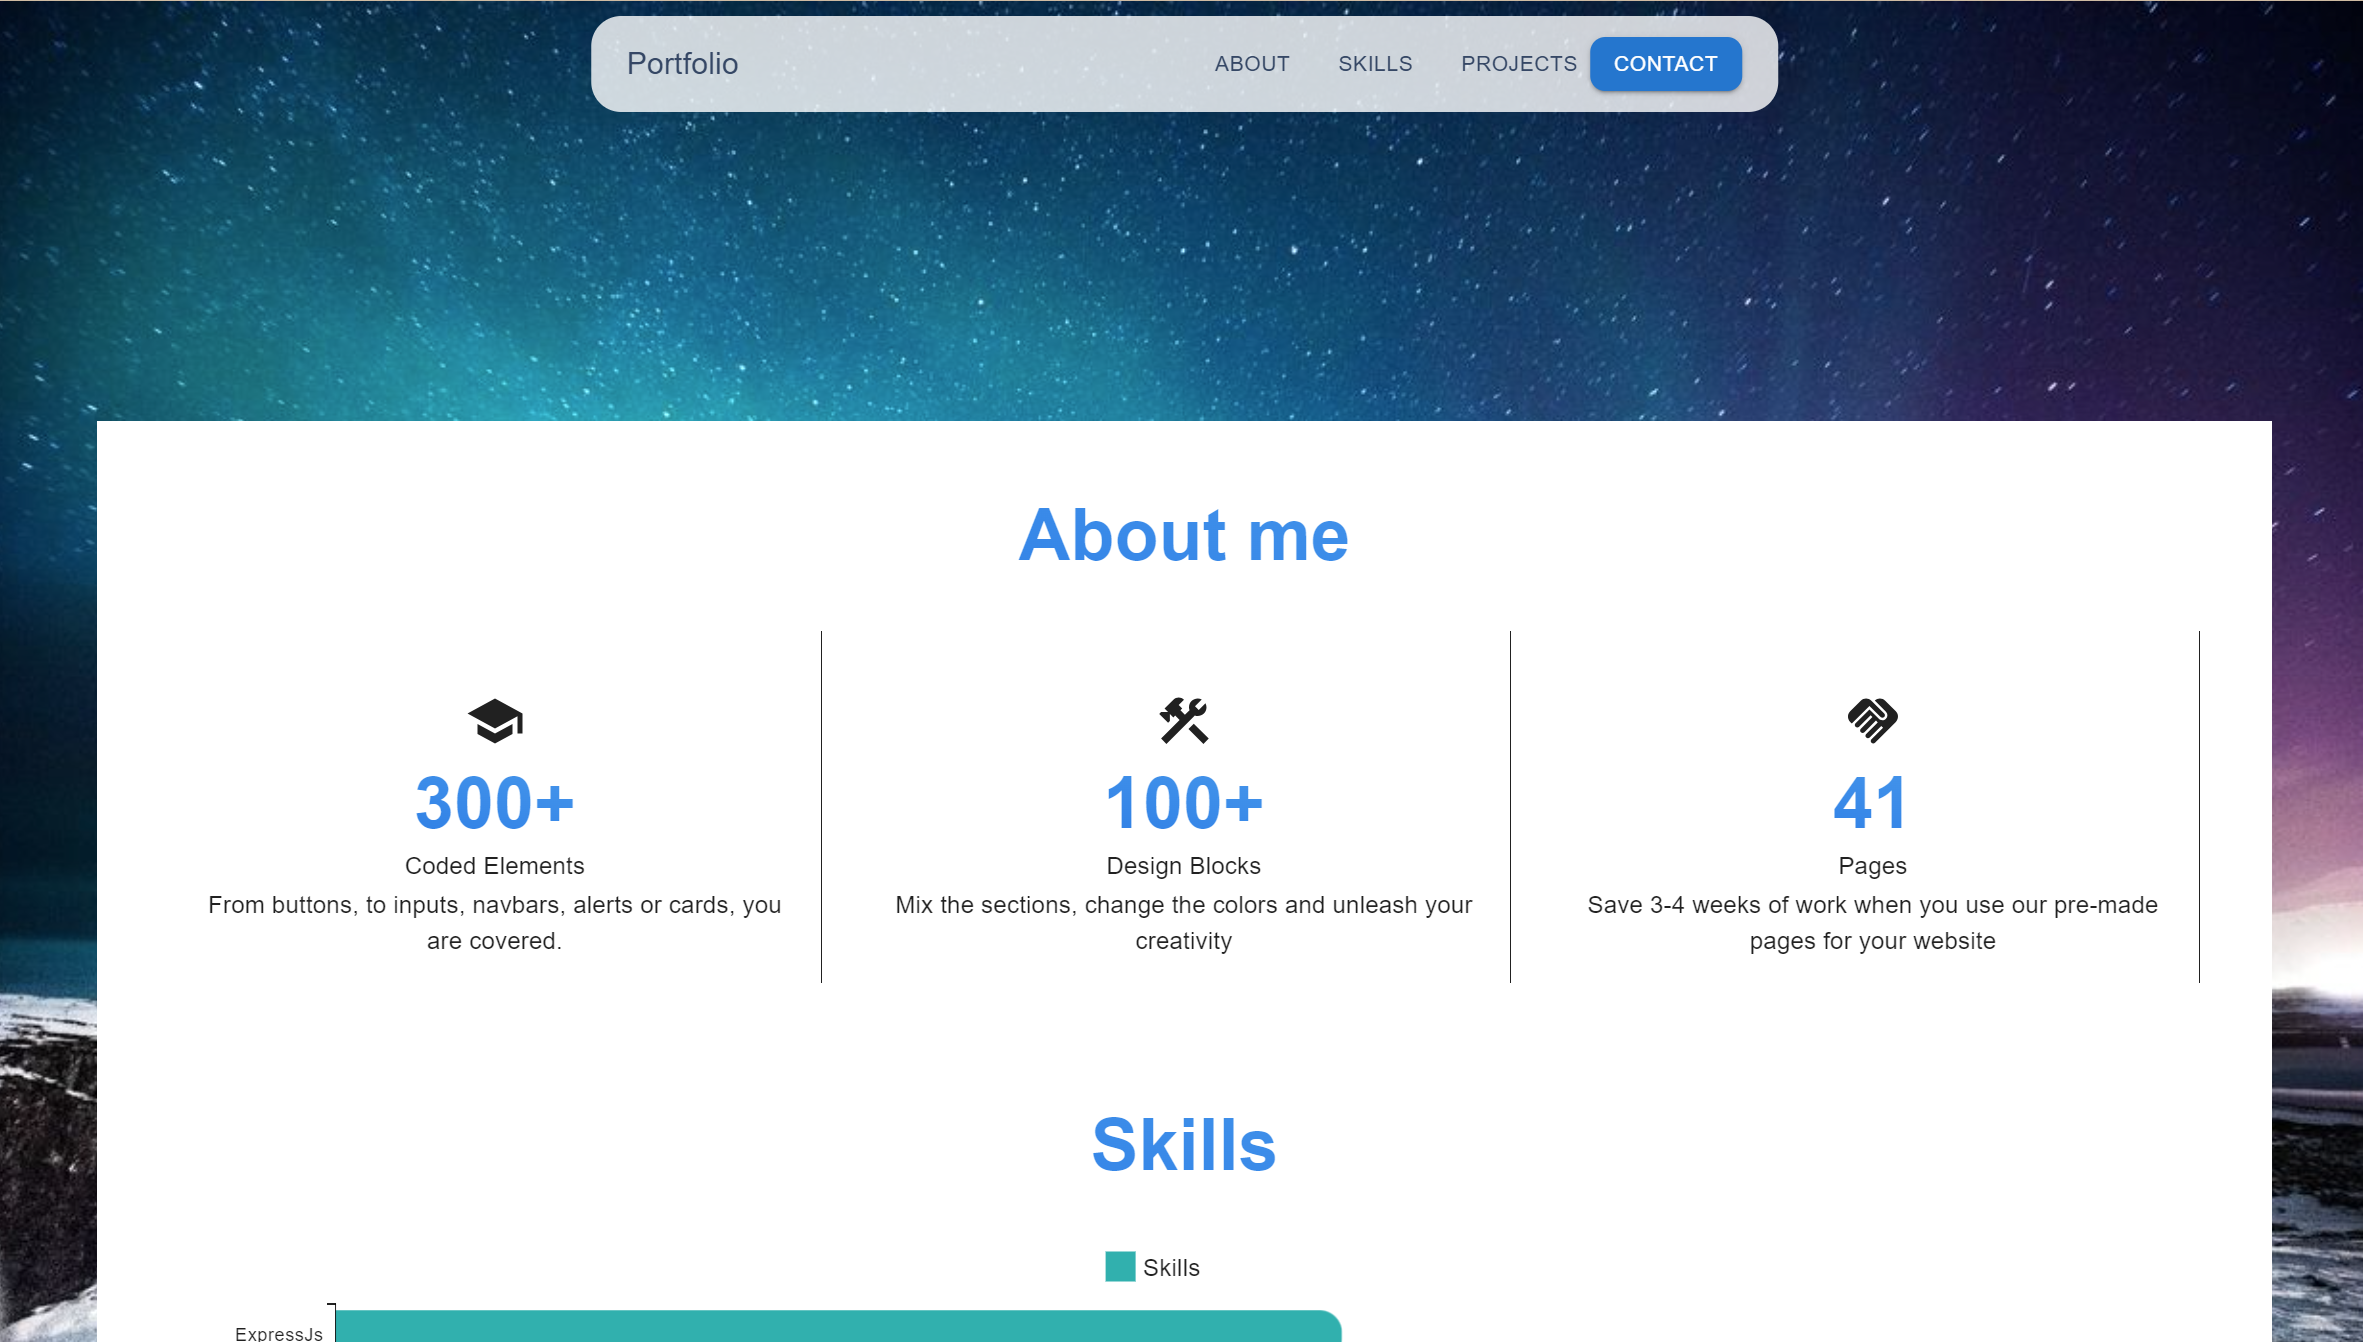 Portfolio
ABOUT SKILLS PROJECTS CONTACT
About me
300+
Coded Elements
From buttons, to inputs, navbars, alerts or cards, you
are covered.
100+
Design Blocks
Mix the sections, change the colors and unleash your
creativity
41
Pages
Save 3-4 weeks of work when you use our pre-made
pages for your website
Skills
Skills
ExpressJs